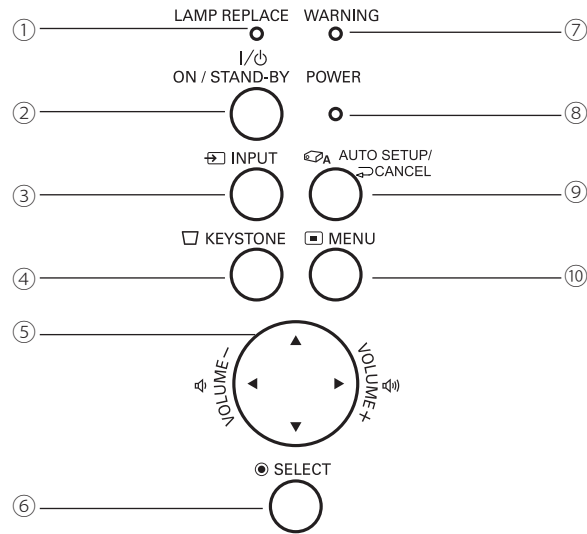 ① LAMP REPLACE WARNING ⑦
I/⏻
ON / STAND-BY POWER
② ⑧
INPUT A AUTO SETUP/
CANCEL
③ ⑨
KEYSTONE MENU
④ ⑩
⑤
VOLUME − VOLUME +
SELECT
⑥